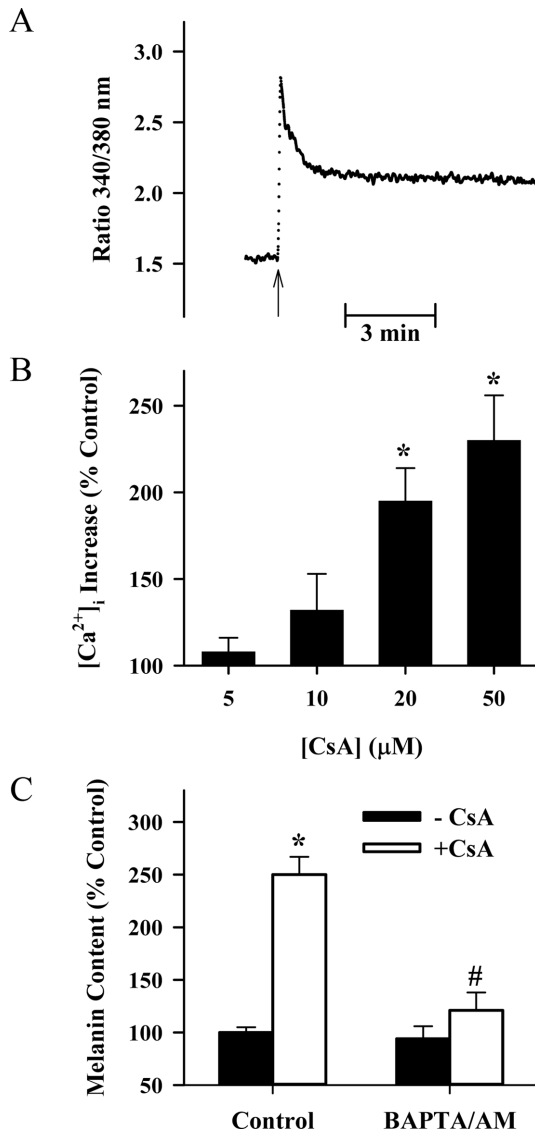 A
Ratio 340/380 nm
3.0
2.5
2.0
1.5
3 min
B
[Ca²⁺]ᵢ Increase (% Control)
250
200
150
100
*
*
5 10 20 50
[CsA] (μM)
C
Melanin Content (% Control)
300
250
200
150
100
50
- CsA
+CsA
*
#
Control BAPTA/AM